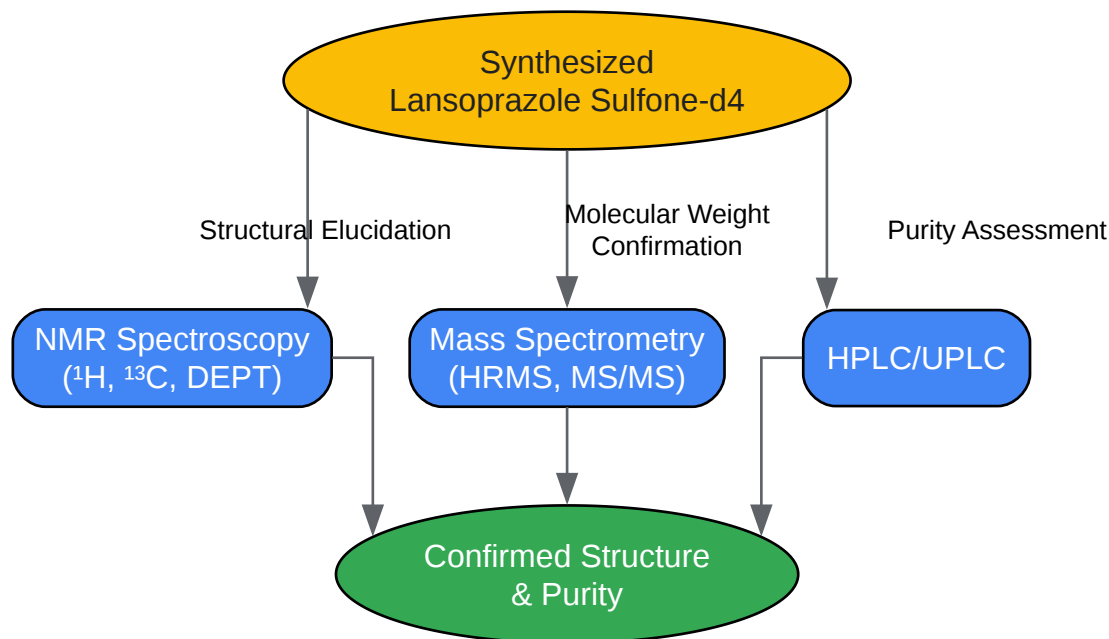 Synthesized
Lansoprazole Sulfone-d4
Structural Elucidation
Molecular Weight
Confirmation
Purity Assessment
NMR Spectroscopy
(¹H, ¹³C, DEPT)
Mass Spectrometry
(HRMS, MS/MS)
HPLC/UPLC
Confirmed Structure
& Purity